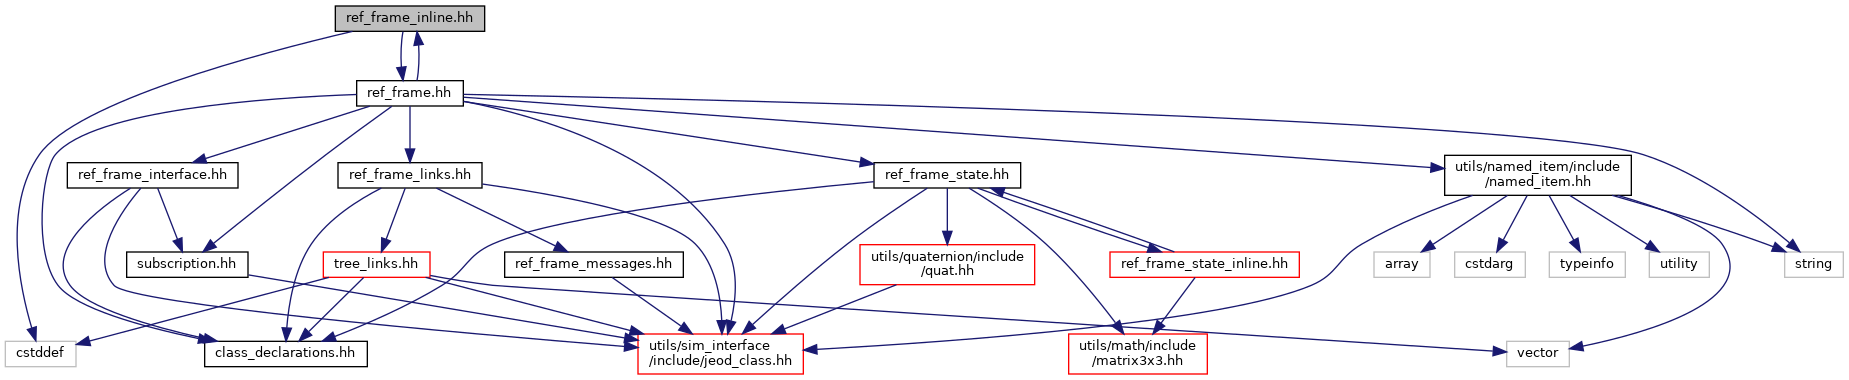 ref_frame_inline.hh
ref_frame.hh
ref_frame_interface.hh
ref_frame_links.hh
ref_frame_state.hh
utils/named_item/include
/named_item.hh
subscription.hh
tree_links.hh
ref_frame_messages.hh
utils/quaternion/include
/quat.hh
ref_frame_state_inline.hh
array
cstdarg
typeinfo
utility
string
cstddef
class_declarations.hh
utils/sim_interface
/include/jeod_class.hh
utils/math/include
/matrix3x3.hh
vector